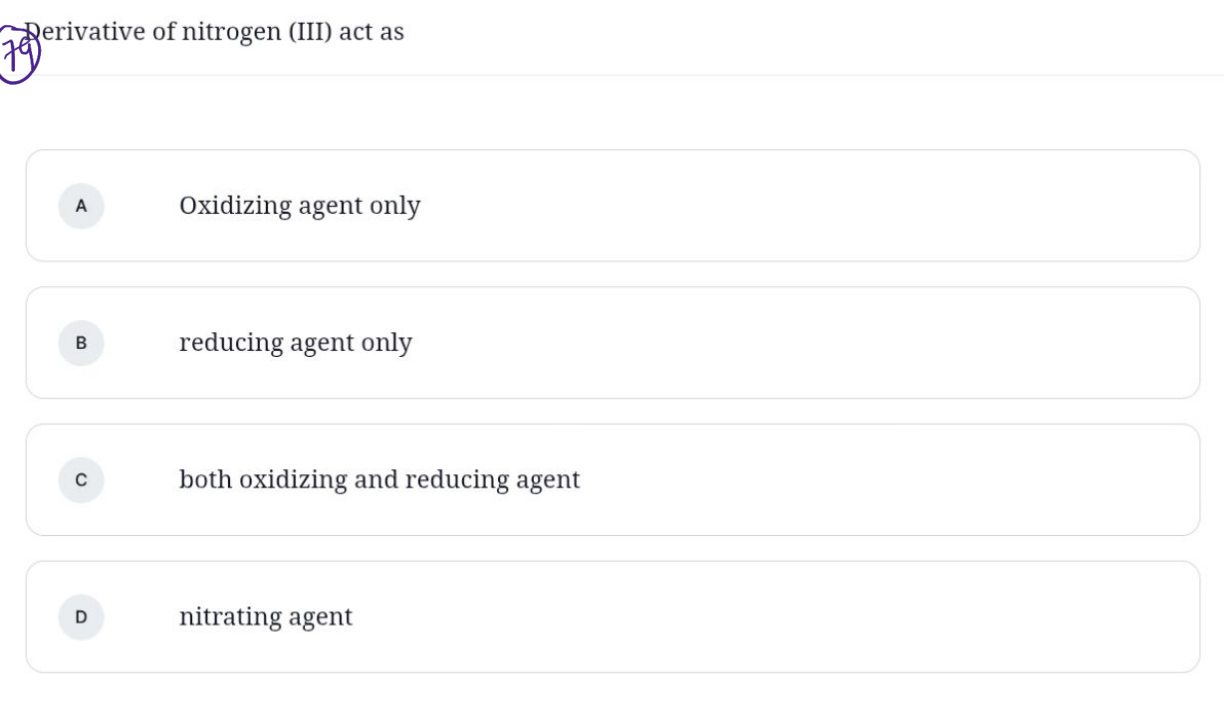 Derivative of nitrogen (III) act as
79
A Oxidizing agent only
B reducing agent only
C both oxidizing and reducing agent
D nitrating agent